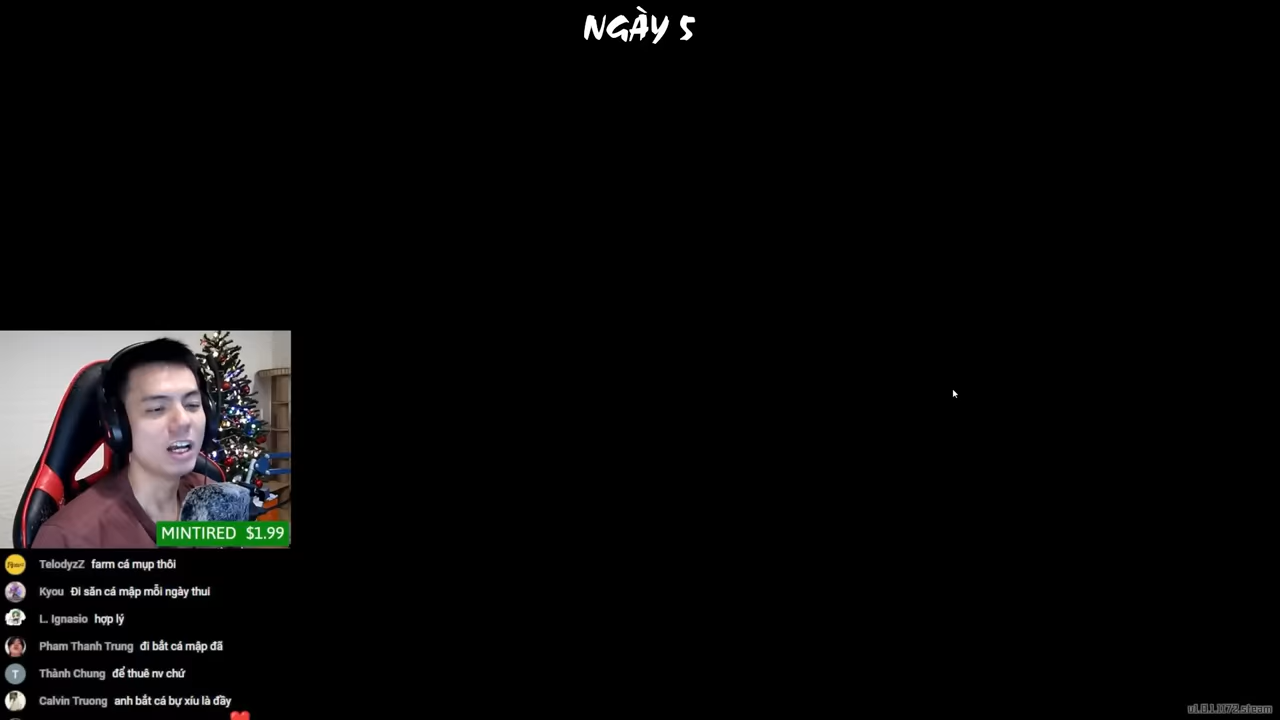 NGÀY 5
MINTIRED $1.99
TelodyzZ farm cá mụp thôi
Kyou Đi săn cá mập mỗi ngày thui
L. Ignasio hợp lý
Pham Thanh Trung đi bắt cá mập đã
Thành Chung để thuê nv chứ
Calvin Truong anh bắt cá bự xíu là đầy